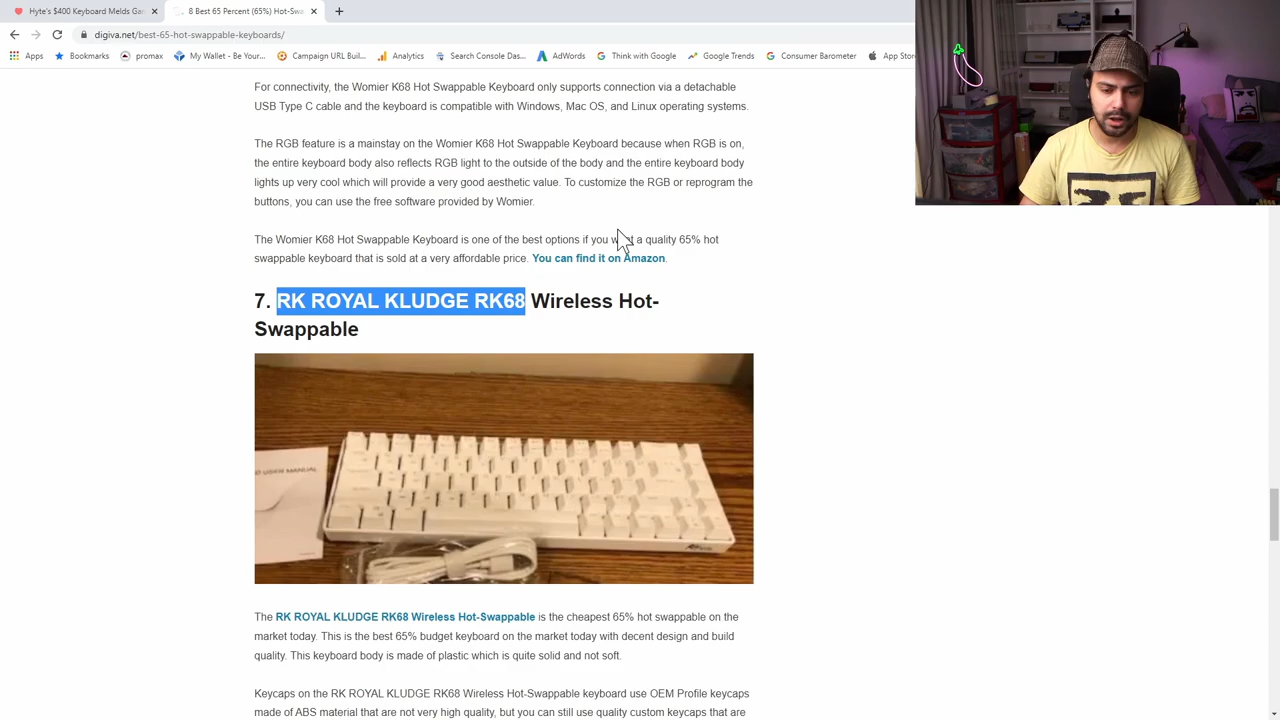 Hyte's $400 Keyboard Melds Ga
8 Best 65 Percent (65%) Hot-Swa
digiva.net/best-65-hot-swappable-keyboards/
Apps Bookmarks promax My Wallet - Be Your... Campaign URL Buil... Analytics Search Console Das... AdWords Think with Google Google Trends Consumer Barometer App Stor
For connectivity, the Womier K68 Hot Swappable Keyboard only supports connection via a detachable
USB Type C cable and the keyboard is compatible with Windows, Mac OS, and Linux operating systems.
The RGB feature is a mainstay on the Womier K68 Hot Swappable Keyboard because when RGB is on,
the entire keyboard body also reflects RGB light to the outside of the body and the entire keyboard body
lights up very cool which will provide a very good aesthetic value. To customize the RGB or reprogram the
buttons, you can use the free software provided by Womier.
The Womier K68 Hot Swappable Keyboard is one of the best options if you want a quality 65% hot
swappable keyboard that is sold at a very affordable price. You can find it on Amazon.
7. RK ROYAL KLUDGE RK68 Wireless Hot-
Swappable
USER MANUAL
The RK ROYAL KLUDGE RK68 Wireless Hot-Swappable is the cheapest 65% hot swappable on the
market today. This is the best 65% budget keyboard on the market today with decent design and build
quality. This keyboard body is made of plastic which is quite solid and not soft.
Keycaps on the RK ROYAL KLUDGE RK68 Wireless Hot-Swappable keyboard use OEM Profile keycaps
made of ABS material that are not very high quality, but you can still use quality custom keycaps that are